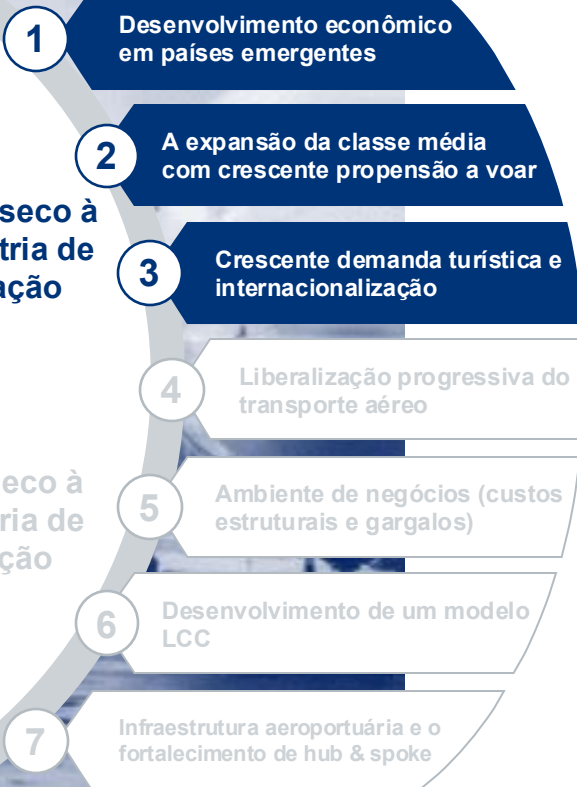 1
Desenvolvimento econômico
em países emergentes
2
A expansão da classe média
com crescente propensão a voar
seco à
tria de
ação
3
Crescente demanda turística e
internacionalização
4
Liberalização progressiva do
transporte aéreo
eco à
ria de
ção
5
Ambiente de negócios (custos
estruturais e gargalos)
6
Desenvolvimento de um modelo
LCC
7
Infraestrutura aeroportuária e o
fortalecimento de hub & spoke